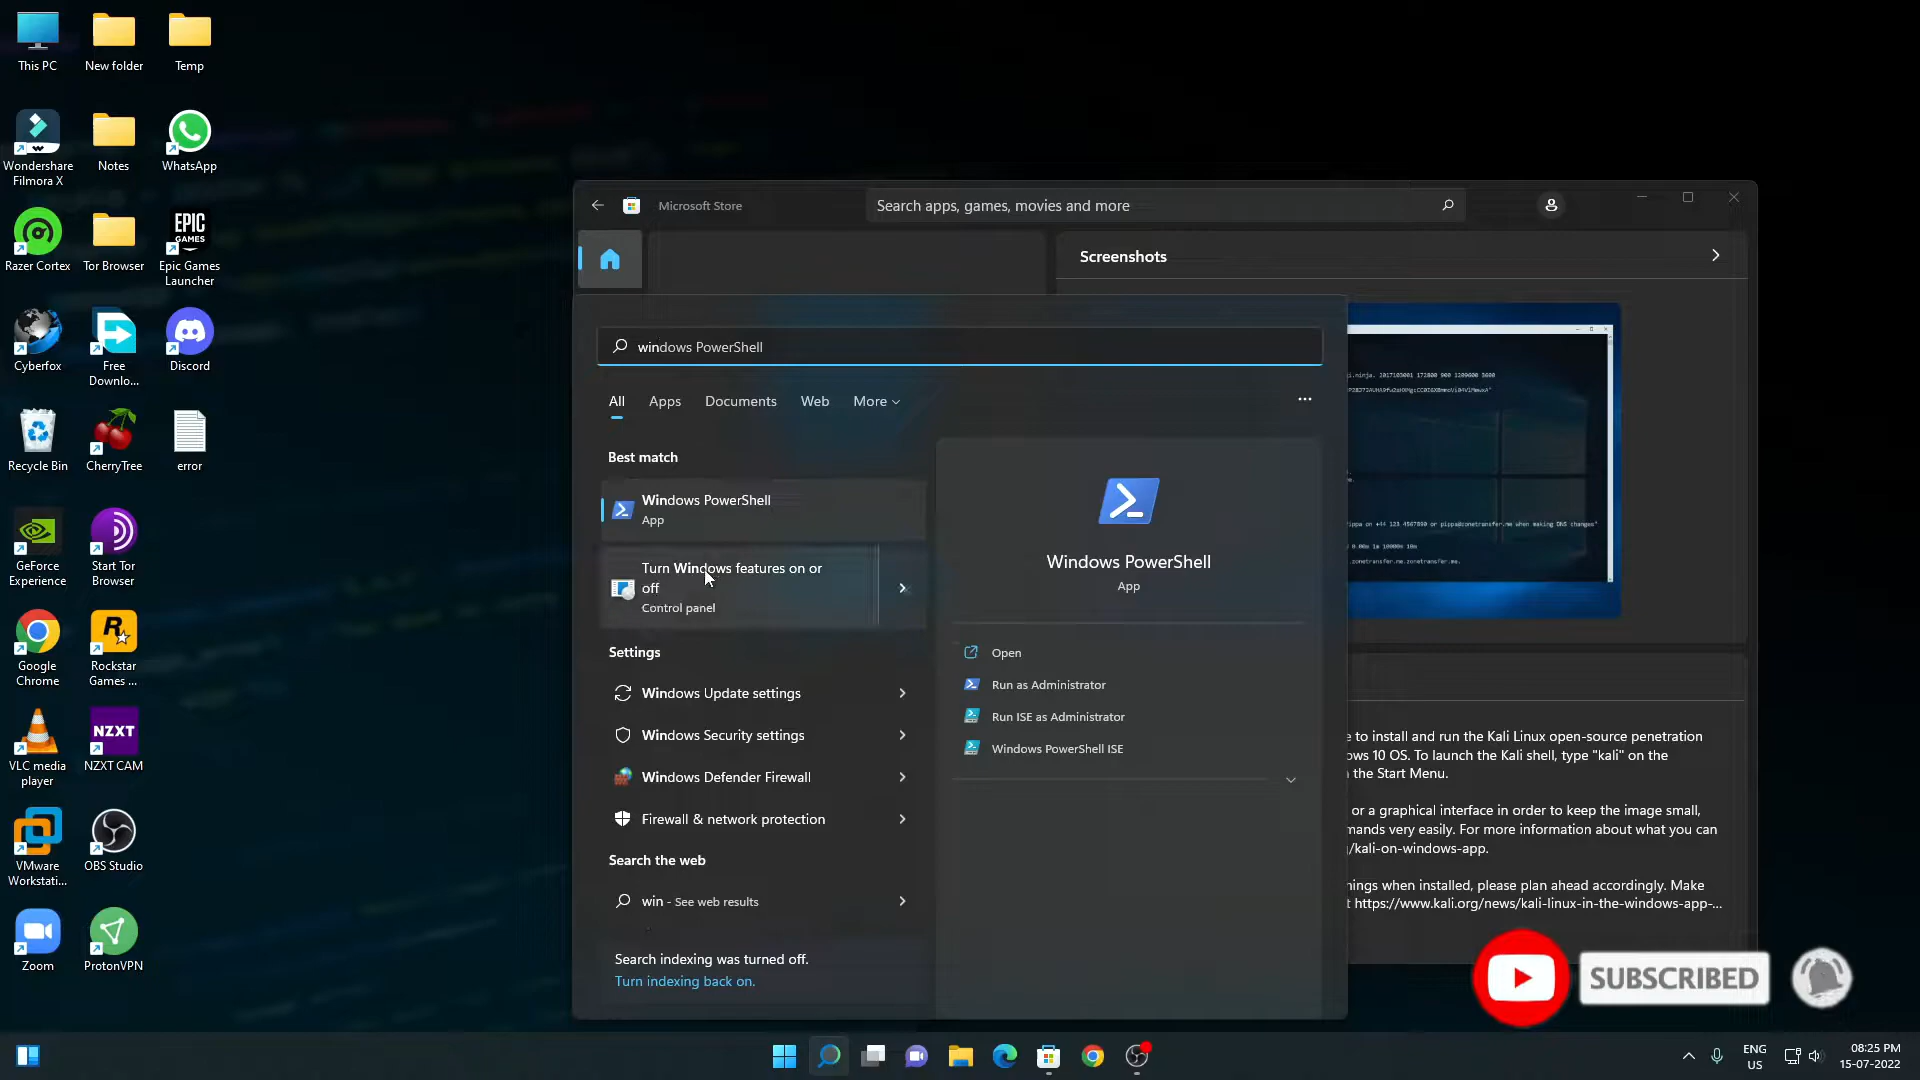 This PC
New folder
Temp
Wondershare
Filmora X
Notes
WhatsApp
Razer Cortex
Tor Browser
EPIC
GAMES
Epic Games
Launcher
Cyberfox
Free
Downlo...
Discord
Recycle Bin
CherryTree
error
GeForce
Experience
Start Tor
Browser
Google
Chrome
Rockstar
Games ...
VLC media
player
NZXT
NZXT CAM
VMware
Workstati...
OBS Studio
Zoom
ProtonVPN
Microsoft Store
Search apps, games, movies and more
Screenshots
windows PowerShell
All
Apps
Documents
Web
More
Best match
Windows PowerShell
App
Turn Windows features on or
off
Control panel
Settings
Windows Update settings
Windows Security settings
Windows Defender Firewall
Firewall & network protection
Search the web
win - See web results
Search indexing was turned off.
Turn indexing back on.
Windows PowerShell
App
Open
Run as Administrator
Run ISE as Administrator
Windows PowerShell ISE
e to install and run the Kali Linux open-source penetration
ows 10 OS. To launch the Kali shell, type "kali" on the
the Start Menu.
or a graphical interface in order to keep the image small,
mands very easily. For more information about what you can
/kali-on-windows-app.
nings when installed, please plan ahead accordingly. Make
t https://www.kali.org/news/kali-linux-in-the-windows-app-...
SUBSCRIBED
ENG
US
08:25 PM
15-07-2022